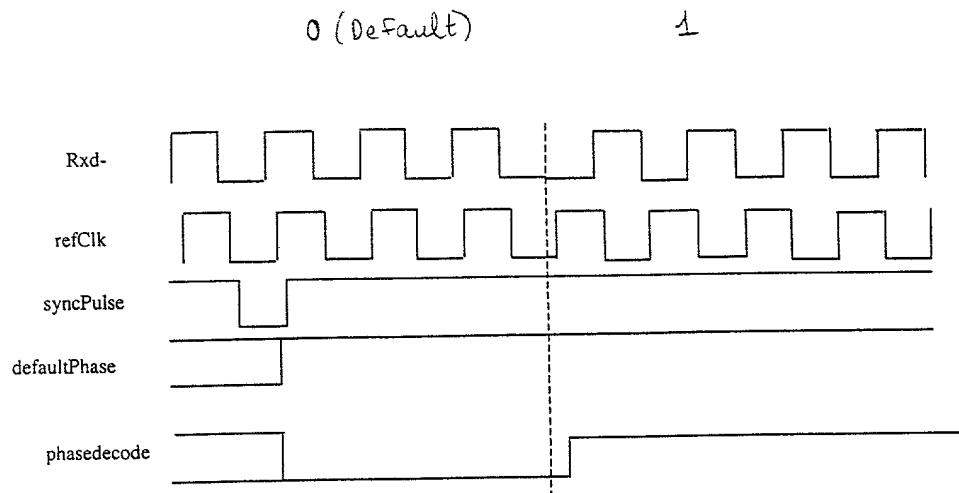 0 (Default) 1
Rxd-
refClk
syncPulse
defaultPhase
phasedecode